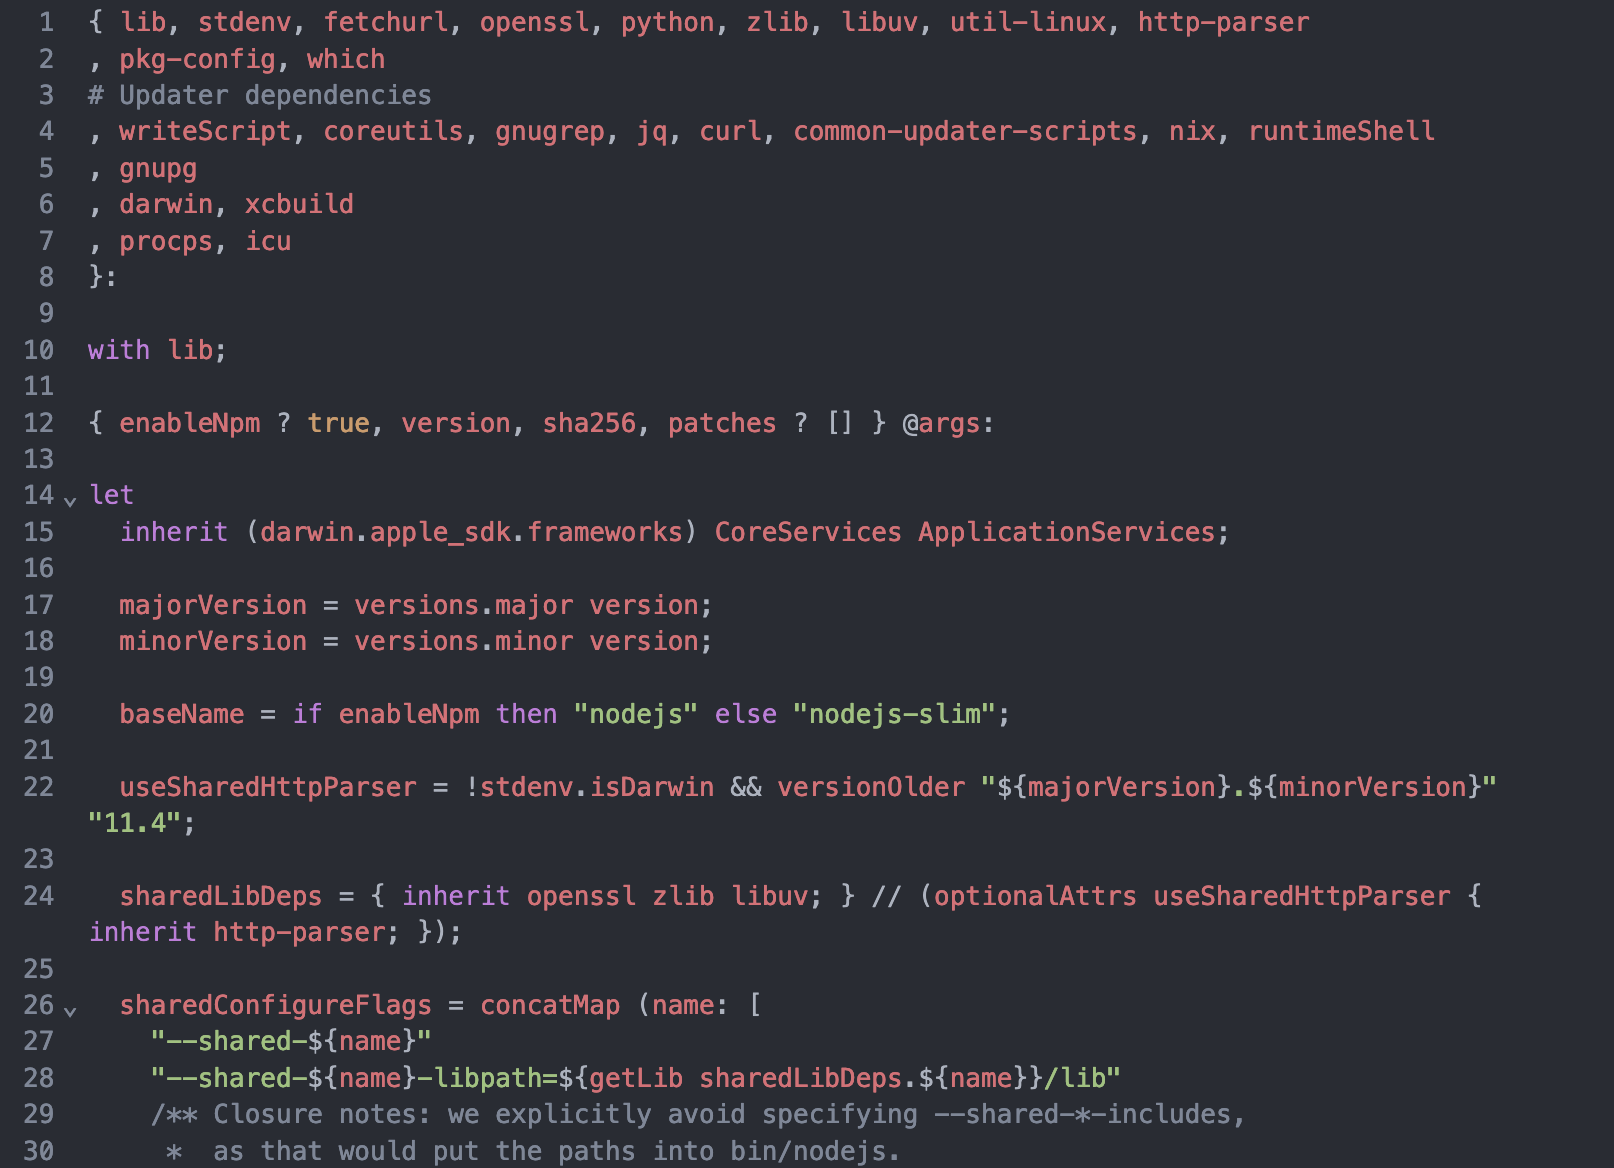 1 { lib, stdenv, fetchurl, openssl, python, zlib, libuv, util-linux, http-parser
2 , pkg-config, which
3 # Updater dependencies
4 , writeScript, coreutils, gnugrep, jq, curl, common-updater-scripts, nix, runtimeShell
5 , gnupg
6 , darwin, xcbuild
7 , procps, icu
8 }:
9
10 with lib;
11
12 { enableNpm ? true, version, sha256, patches ? [] } @args:
13
14 let
15   inherit (darwin.apple_sdk.frameworks) CoreServices ApplicationServices;
16
17   majorVersion = versions.major version;
18   minorVersion = versions.minor version;
19
20   baseName = if enableNpm then "nodejs" else "nodejs-slim";
21
22   useSharedHttpParser = !stdenv.isDarwin && versionOlder "${majorVersion}.${minorVersion}"
"11.4";
23
24   sharedLibDeps = { inherit openssl zlib libuv; } // (optionalAttrs useSharedHttpParser {
inherit http-parser; });
25
26   sharedConfigureFlags = concatMap (name: [
27     "--shared-${name}"
28     "--shared-${name}-libpath=${getLib sharedLibDeps.${name}}/lib"
29     /** Closure notes: we explicitly avoid specifying --shared-*-includes,
30      *  as that would put the paths into bin/nodejs.